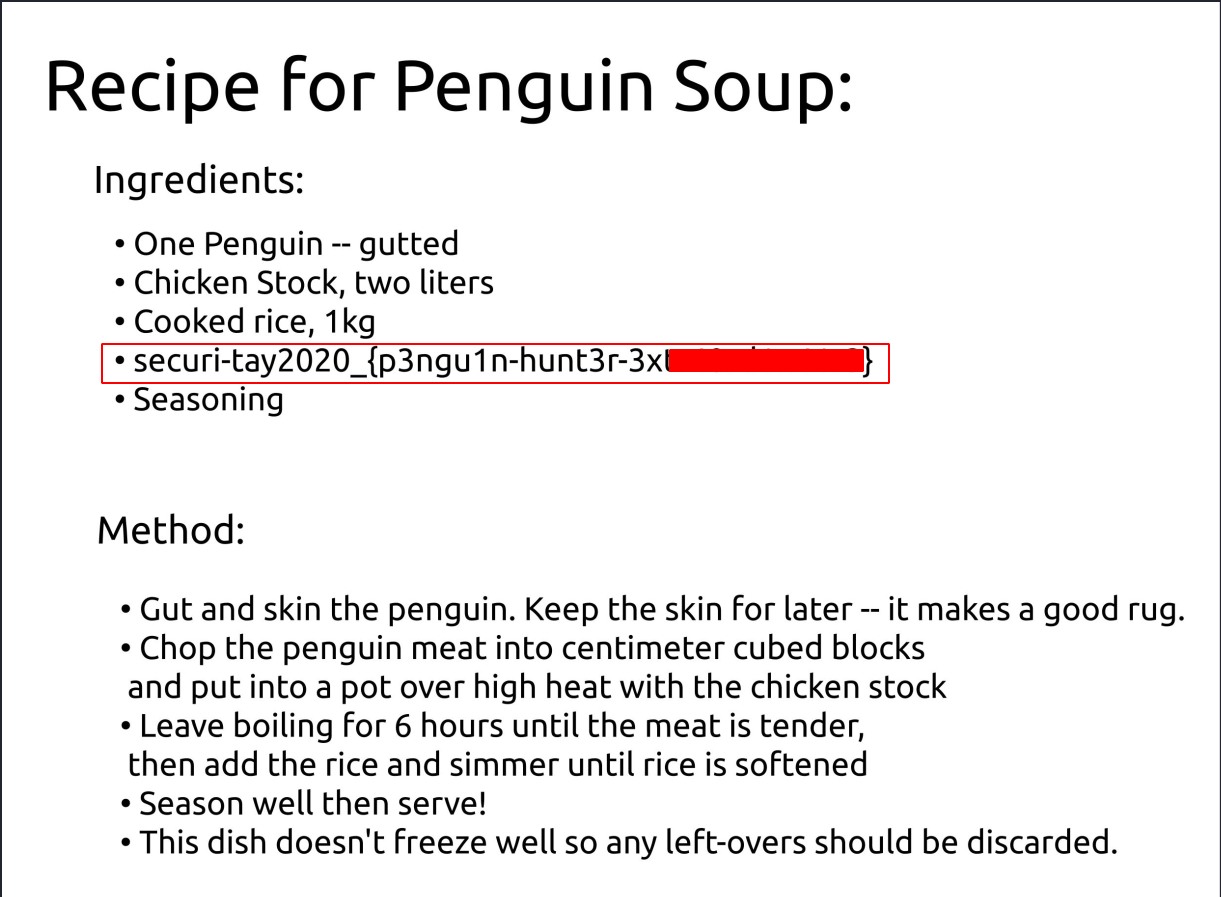 Recipe for Penguin Soup:
Ingredients:
• One Penguin -- gutted
• Chicken Stock, two liters
• Cooked rice, 1kg
• securi-tay2020_{p3ngu1n-hunt3r-3xt}
• Seasoning
Method:
• Gut and skin the penguin. Keep the skin for later -- it makes a good rug.
• Chop the penguin meat into centimeter cubed blocks
and put into a pot over high heat with the chicken stock
• Leave boiling for 6 hours until the meat is tender,
then add the rice and simmer until rice is softened
• Season well then serve!
• This dish doesn't freeze well so any left-overs should be discarded.